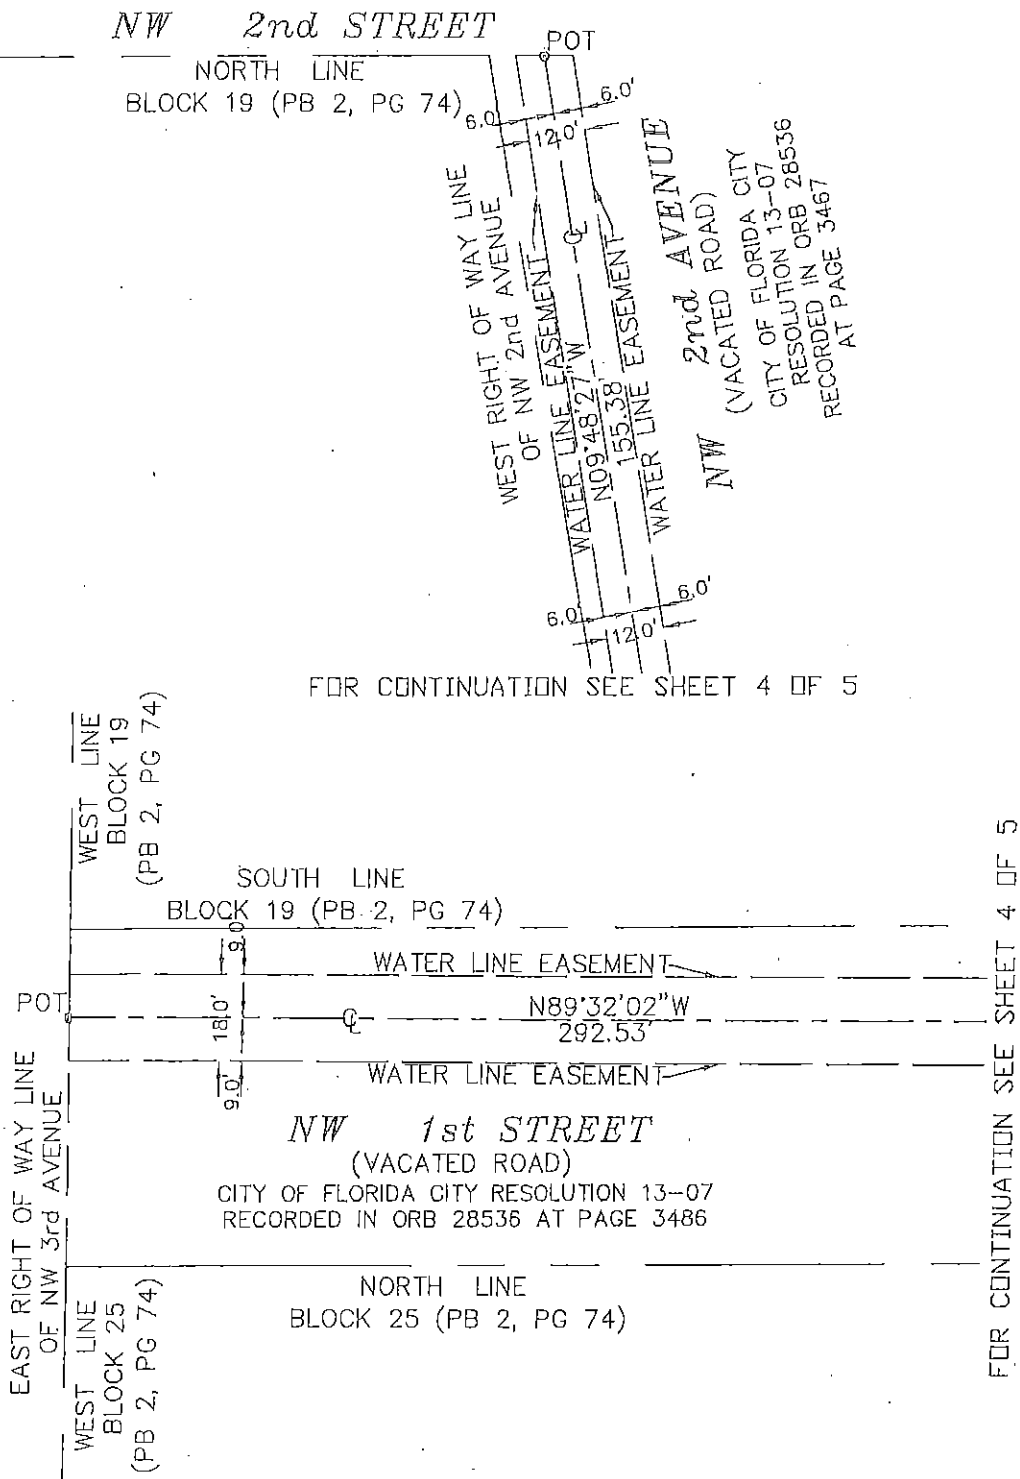 NW 2nd STREET
POT
NORTH LINE
BLOCK 19 (PB 2, PG 74)
6.0'
6.0'
12.0'
WEST RIGHT OF WAY LINE
OF NW 2nd AVENUE
WATER LINE EASEMENT
℄
N09°48'27"W
155.38'
WATER LINE EASEMENT
NW 2nd AVENUE
(VACATED ROAD)
CITY OF FLORIDA CITY
CITY OF FLORIDA
RESOLUTION 13-07
RECORDED IN ORB 28536
AT PAGE 3467
6.0'
6.0'
12.0'
FOR CONTINUATION SEE SHEET 4 OF 5
WEST LINE
BLOCK 19
(PB 2, PG 74)
SOUTH LINE
BLOCK 19 (PB 2, PG 74)
9.0'
WATER LINE EASEMENT
POT
18.0'
℄
N89°32'02"W
292.53'
WATER LINE EASEMENT
9.0'
NW 1st STREET
(VACATED ROAD)
CITY OF FLORIDA CITY RESOLUTION 13-07
RECORDED IN ORB 28536 AT PAGE 3486
EAST RIGHT OF WAY LINE
OF NW 3rd AVENUE
NORTH LINE
BLOCK 25 (PB 2, PG 74)
WEST LINE
BLOCK 25
(PB 2, PG 74)
FOR CONTINUATION SEE SHEET 4 OF 5